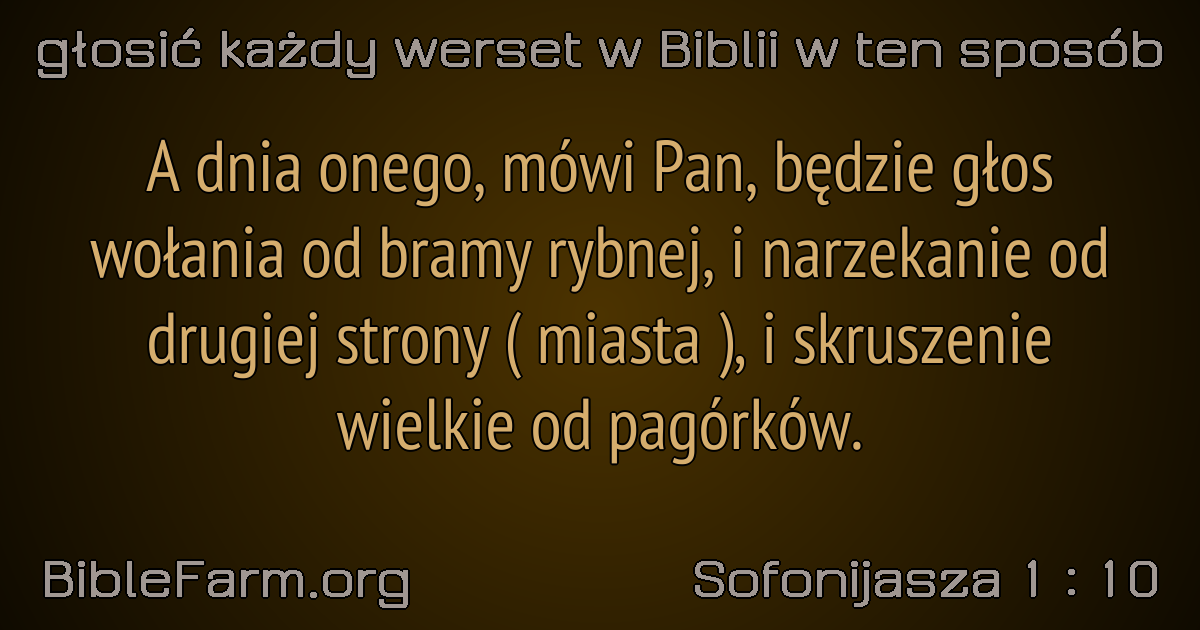 głosić każdy werset w Biblii w ten sposób
A dnia onego, mówi Pan, będzie głos
wołania od bramy rybnej, i narzekanie od
drugiej strony ( miasta ), i skruszenie
wielkie od pagórków.
BibleFarm.org
Sofonijasza 1 : 10